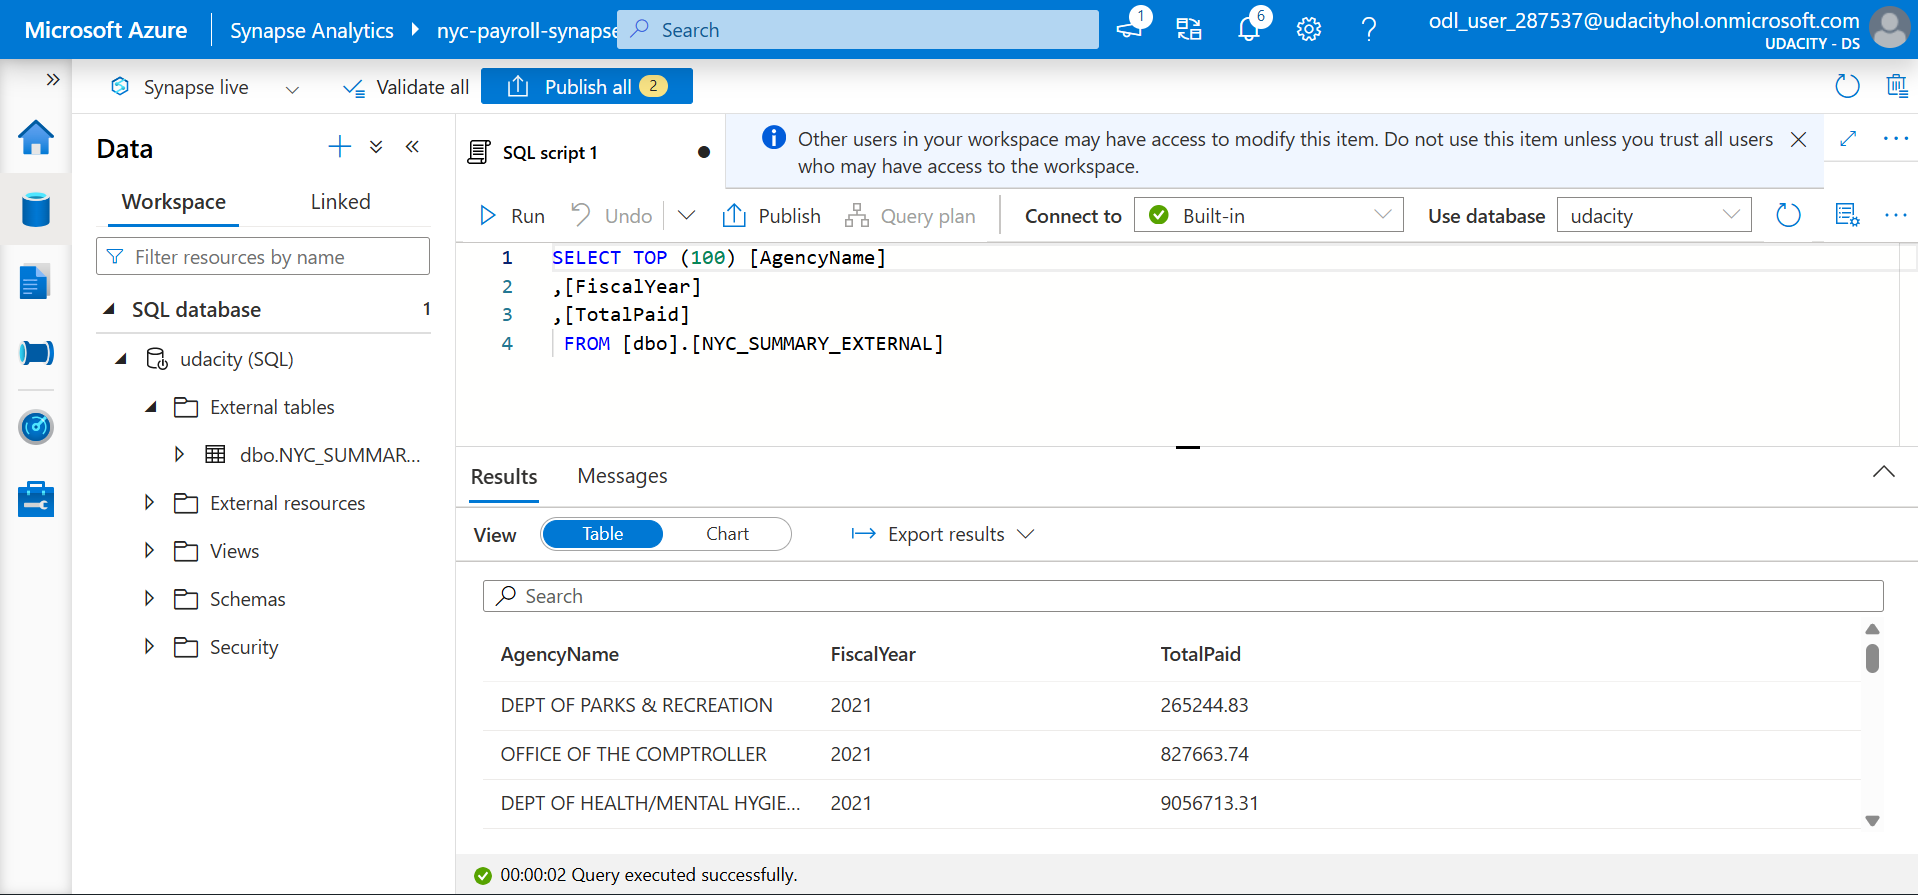 Microsoft Azure
Synapse Analytics
nyc-payroll-synapse
Search
1
6
odl_user_287537@udacityhol.onmicrosoft.com
UDACITY - DS
Synapse live
Validate all
Publish all 2
Data
Workspace
Linked
Filter resources by name
SQL database 1
udacity (SQL)
External tables
dbo.NYC_SUMMAR...
External resources
Views
Schemas
Security
SQL script 1
Other users in your workspace may have access to modify this item. Do not use this item unless you trust all users
who may have access to the workspace.
Run
Undo
Publish
Query plan
Connect to
Built-in
Use database
udacity
1 SELECT TOP (100) [AgencyName]
2 ,[FiscalYear]
3 ,[TotalPaid]
4 FROM [dbo].[NYC_SUMMARY_EXTERNAL]
Results
Messages
View
Table
Chart
Export results
Search
AgencyName FiscalYear TotalPaid
DEPT OF PARKS & RECREATION 2021 265244.83
OFFICE OF THE COMPTROLLER 2021 827663.74
DEPT OF HEALTH/MENTAL HYGIE... 2021 9056713.31
00:00:02 Query executed successfully.